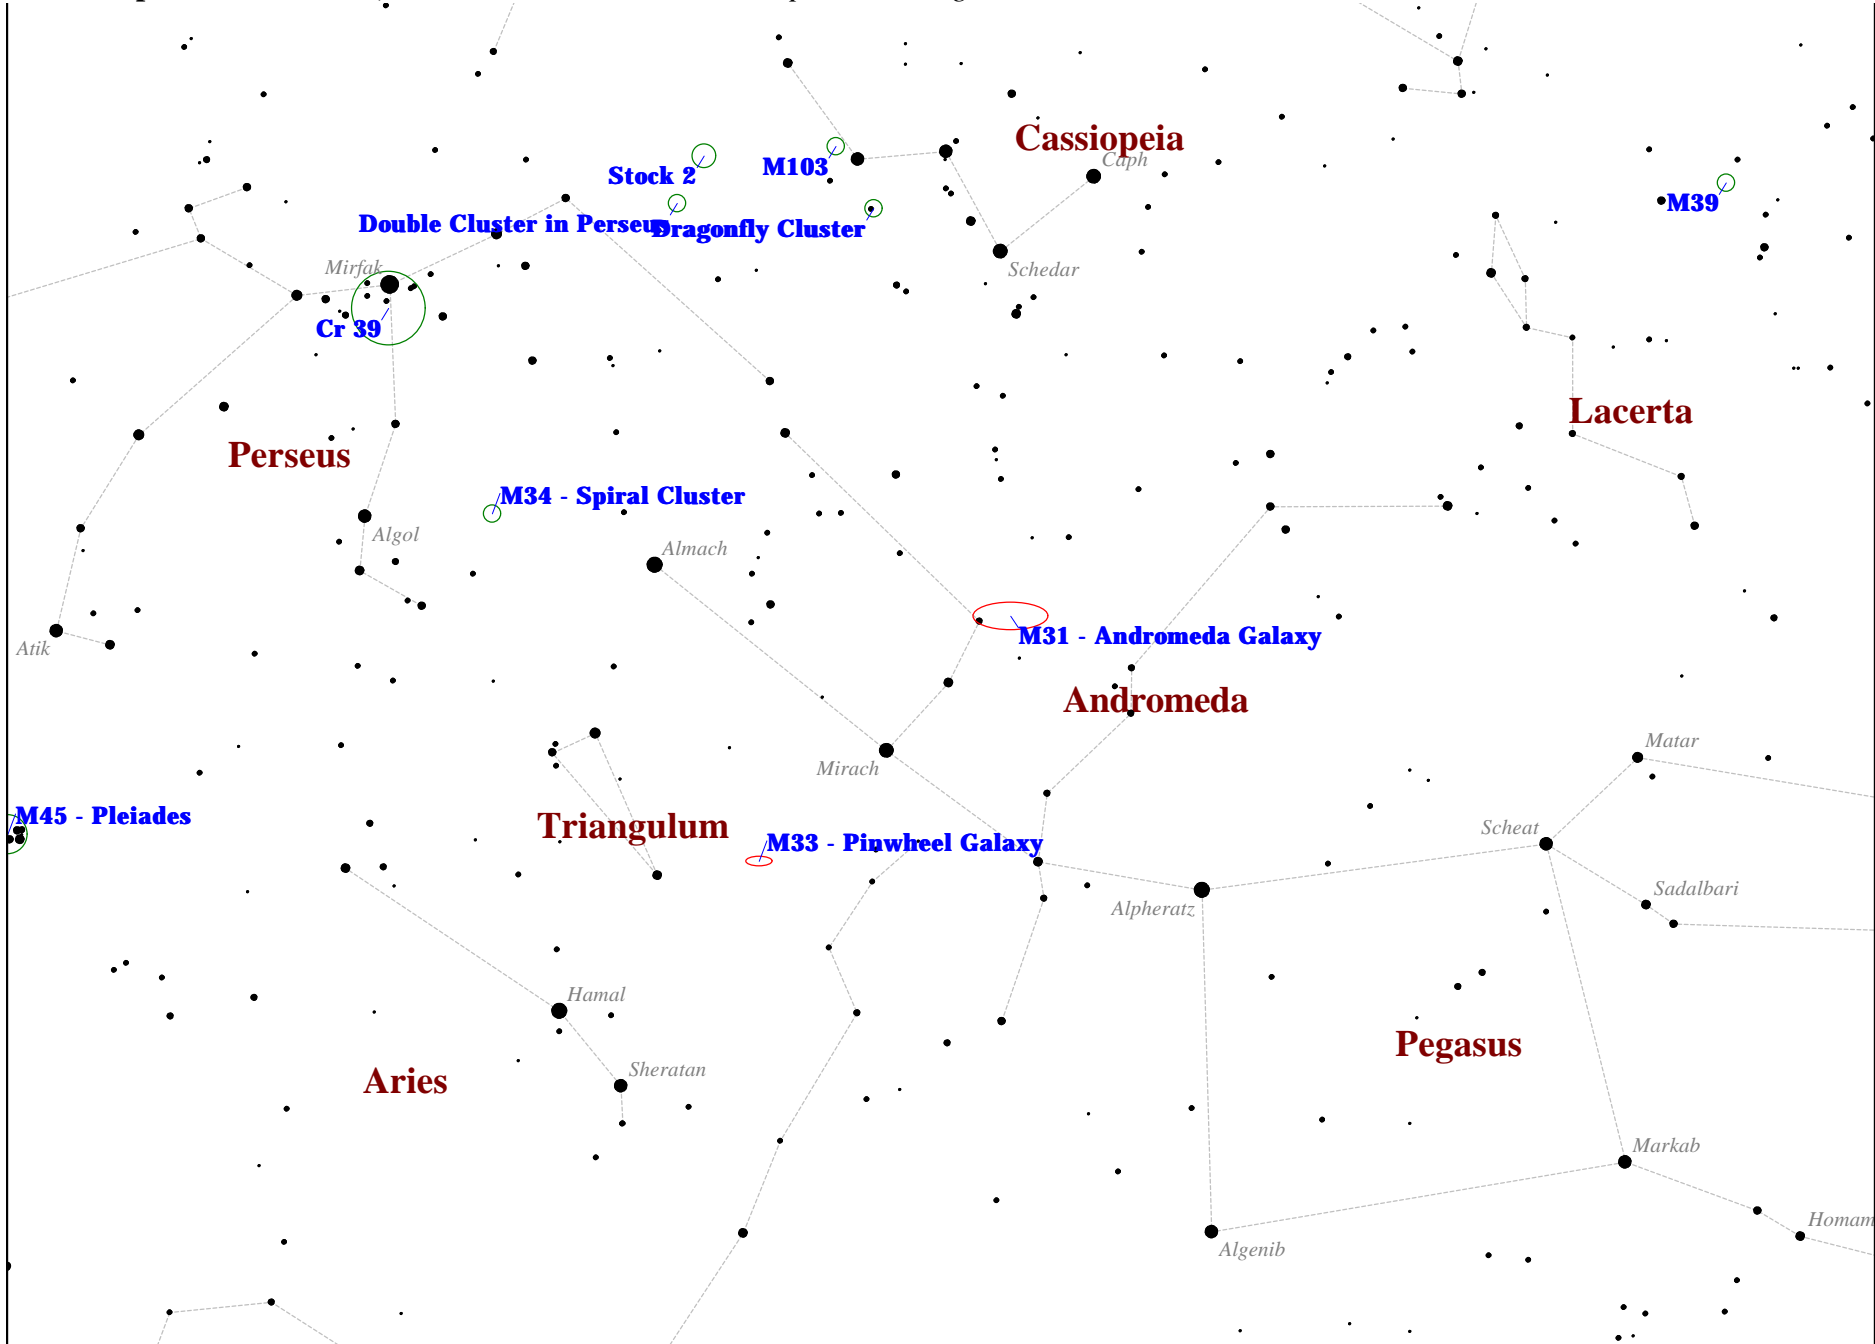 Cassiopeia
Caph
Stock 2
M103
M39
Double Cluster in Perseus
Dragonfly Cluster
Mirfak
Schedar
Cr 39
Lacerta
Perseus
M34 - Spiral Cluster
Algol
Almach
M31 - Andromeda Galaxy
Atik
Andromeda
Matar
Mirach
M45 - Pleiades
Triangulum
Scheat
M33 - Pinwheel Galaxy
Sadalbari
Alpheratz
Hamal
Pegasus
Sheratan
Aries
Markab
Homam
Algenib